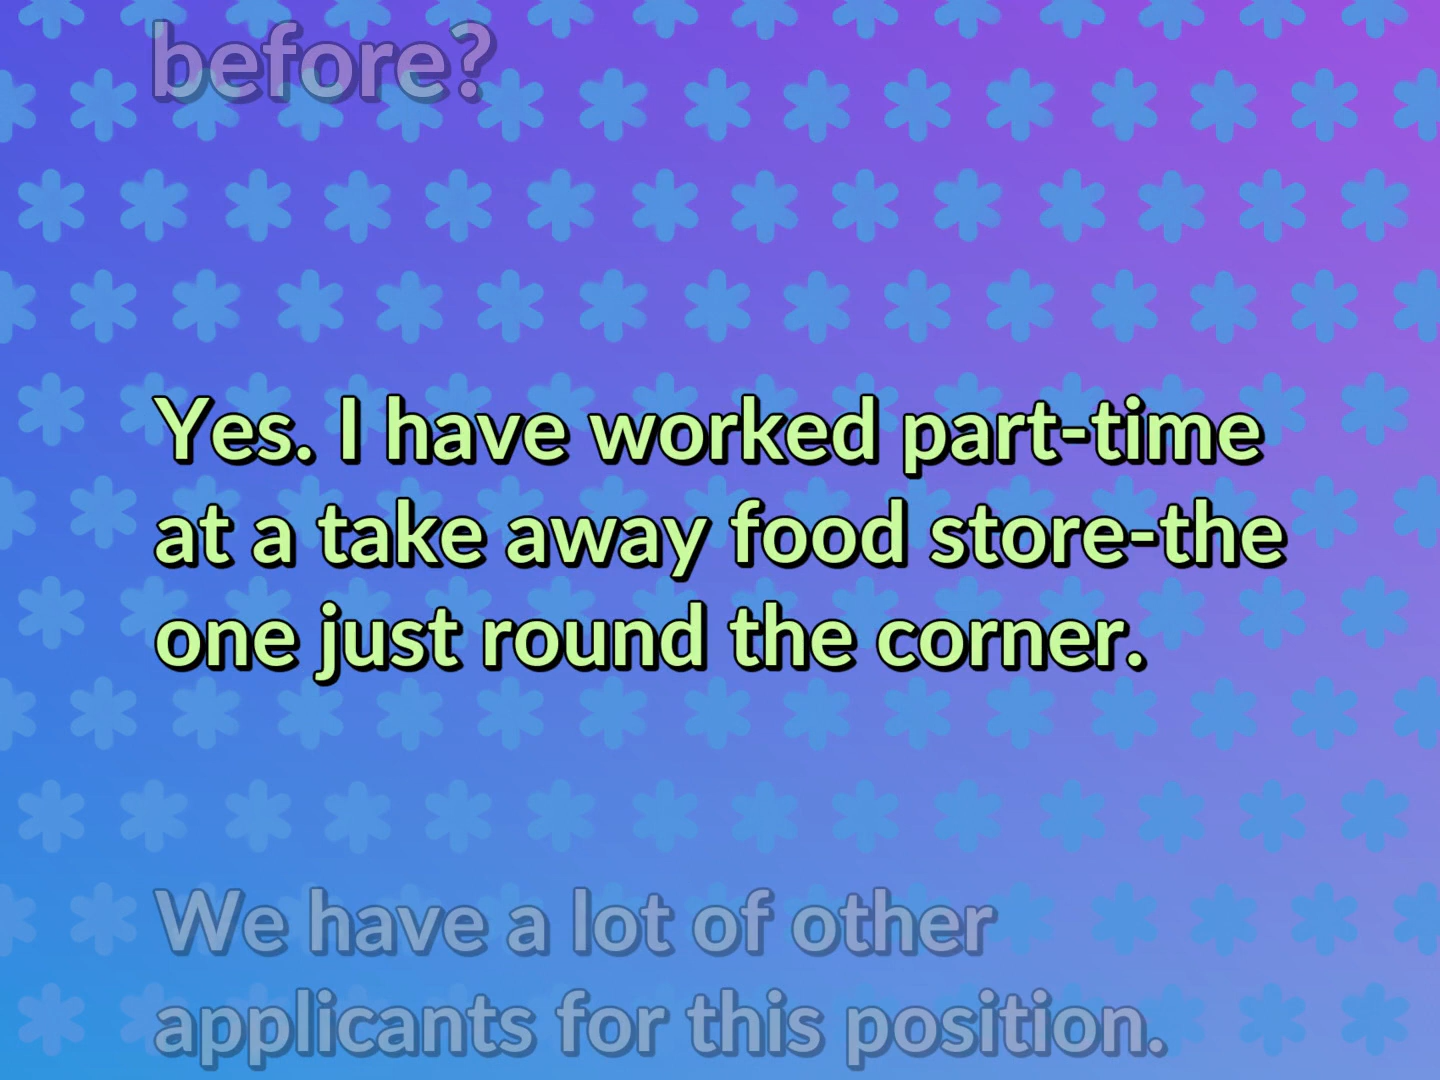 before?
Yes. I have worked part-time
at a take away food store-the
one just round the corner.
We have a lot of other
applicants for this position.